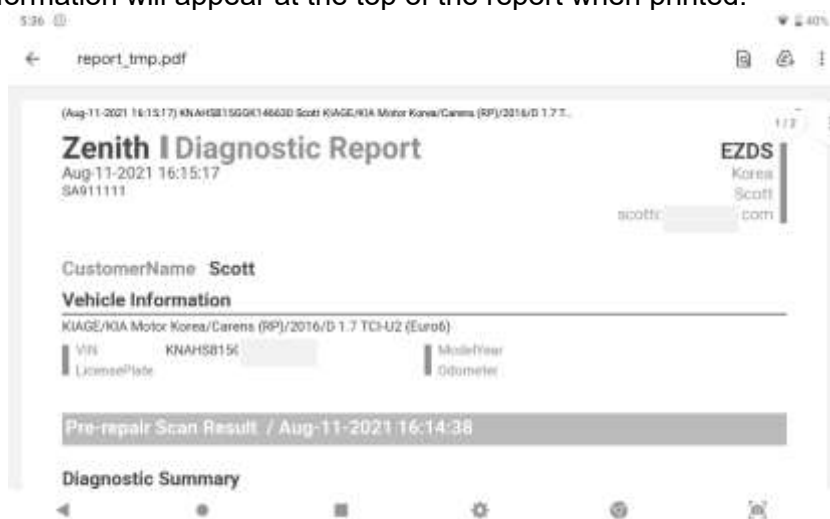 formation will appear at the top of the report when printed.
5:36 40%
report_tmp.pdf
(Aug-11-2021 16:15:17) Scott KIAGE/KIA Motor Korea/Carens (RP)/2016/D 1.7 T..
1/2
Zenith Diagnostic Report EZDS
Aug-11-2021 16:15:17 Korea
SA911111 Scott
com
CustomerName Scott
Vehicle Information
KIAGE/KIA Motor Korea/Carens (RP)/2016/D 1.7 TCI-U2 (Euro6)
VIN KNAHS815 ModelYear
LicensePlate Odometer
Pre-repair Scan Result / Aug-11-2021 16:14:38
Diagnostic Summary